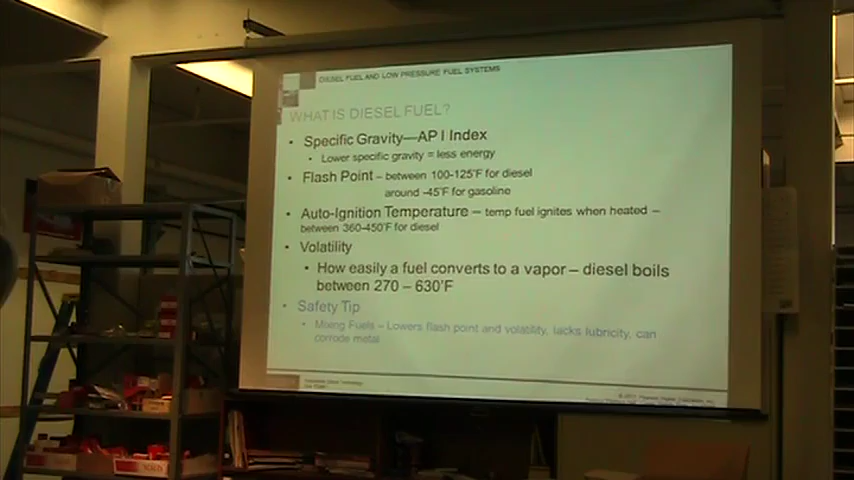 DIESEL FUEL AND LOW PRESSURE FUEL SYSTEMS
WHAT IS DIESEL FUEL?
• Specific Gravity—AP I Index
• Lower specific gravity = less energy
• Flash Point – between 100-125°F for diesel
around -45°F for gasoline
• Auto-Ignition Temperature – temp fuel ignites when heated –
between 360-450°F for diesel
• Volatility
• How easily a fuel converts to a vapor – diesel boils
between 270 – 630°F
• Safety Tip
• Mixing Fuels – Lowers flash point and volatility, lacks lubricity, can
corrode metal